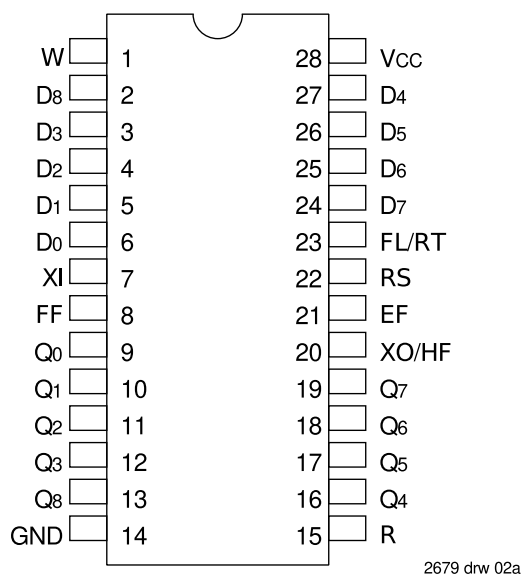 W 1 28 VCC
D8 2 27 D4
D3 3 26 D5
D2 4 25 D6
D1 5 24 D7
D0 6 23 FL/RT
XI 7 22 RS
FF 8 21 EF
Q0 9 20 XO/HF
Q1 10 19 Q7
Q2 11 18 Q6
Q3 12 17 Q5
Q8 13 16 Q4
GND 14 15 R
2679 drw 02a